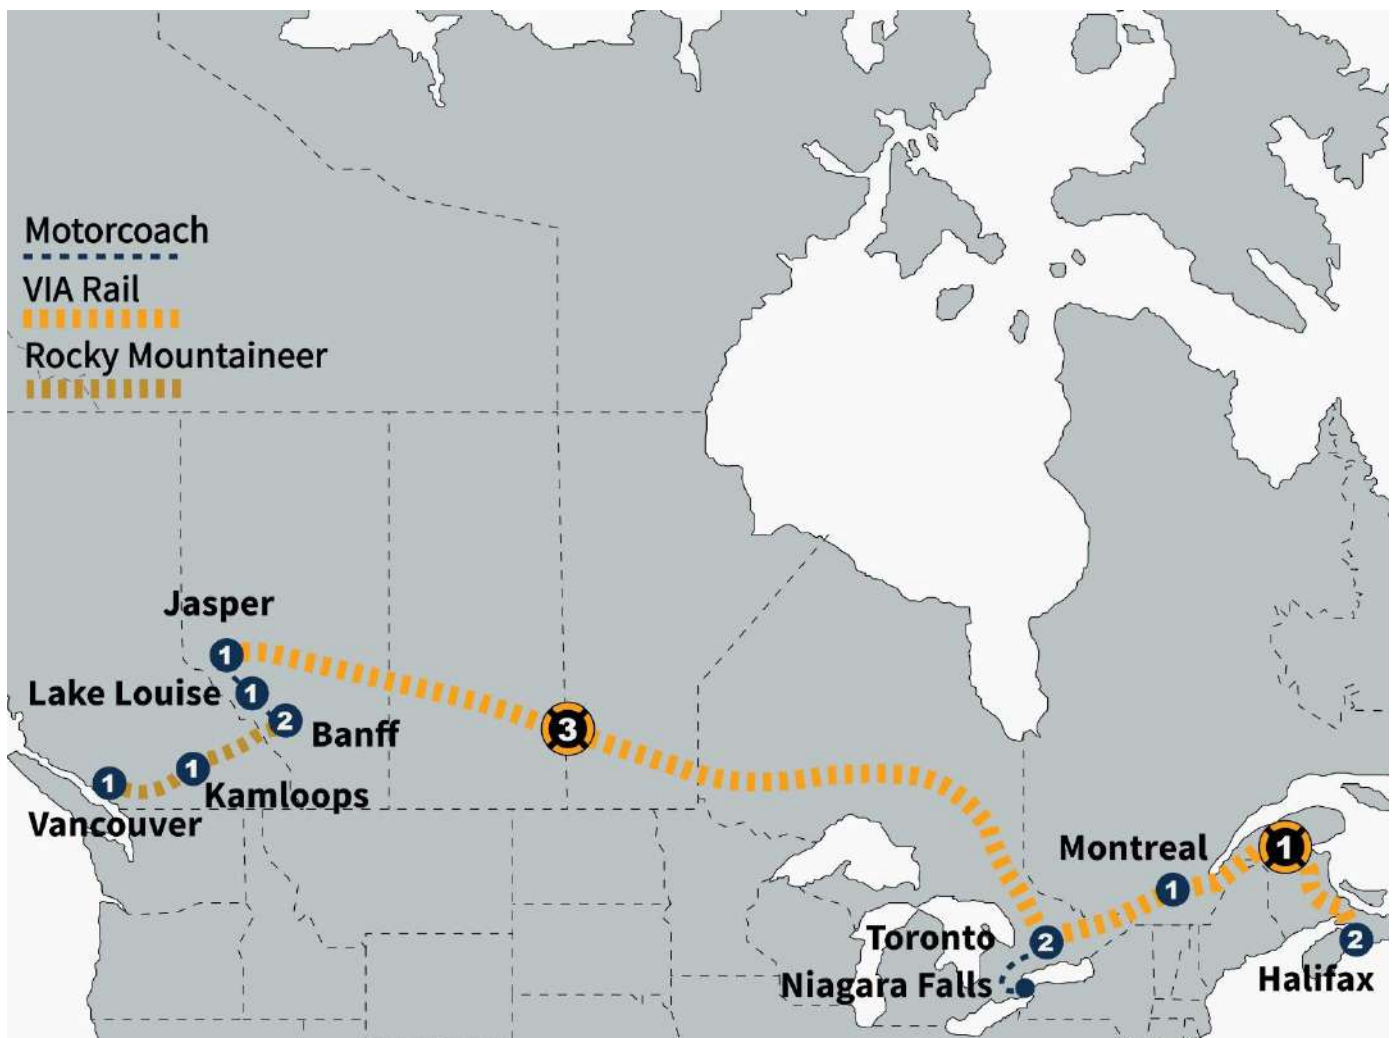 Motorcoach
VIA Rail
Rocky Mountaineer
Jasper
1
Lake Louise
1
2
Banff
3
1
1
Kamloops
Vancouver
Montreal
1
1
Toronto
2
2
Niagara Falls
Halifax